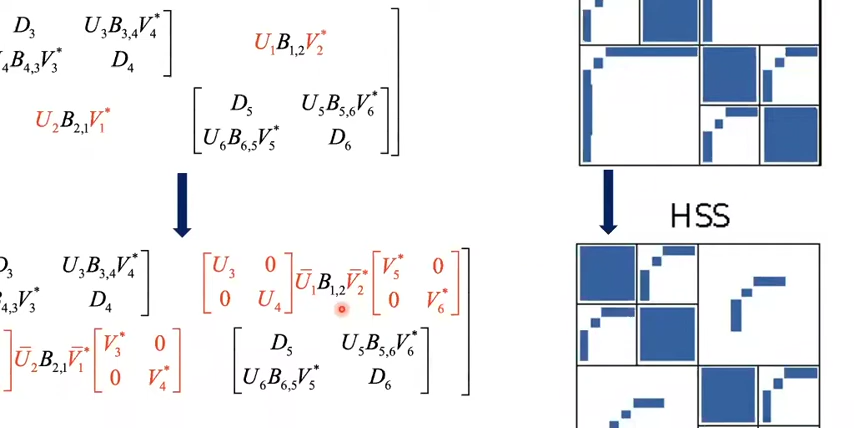 D₃ U₃B₃,₄V₄*
₄B₄,₃V₃* D₄
U₁B₁,₂V₂*
U₂B₂,₁V₁*
D₅ U₅B₅,₆V₆*
U₆B₆,₅V₅* D₆
HSS
D₃ U₃B₃,₄V₄*
₄,₃V₃* D₄
[U₃ 0
0 U₄] Ū₁B₁,₂V̄₂* [V₅* 0
0 V₆*]
] Ū₂B₂,₁V̄₁* [V₃* 0
0 V₄*]
D₅ U₅B₅,₆V₆*
U₆B₆,₅V₅* D₆